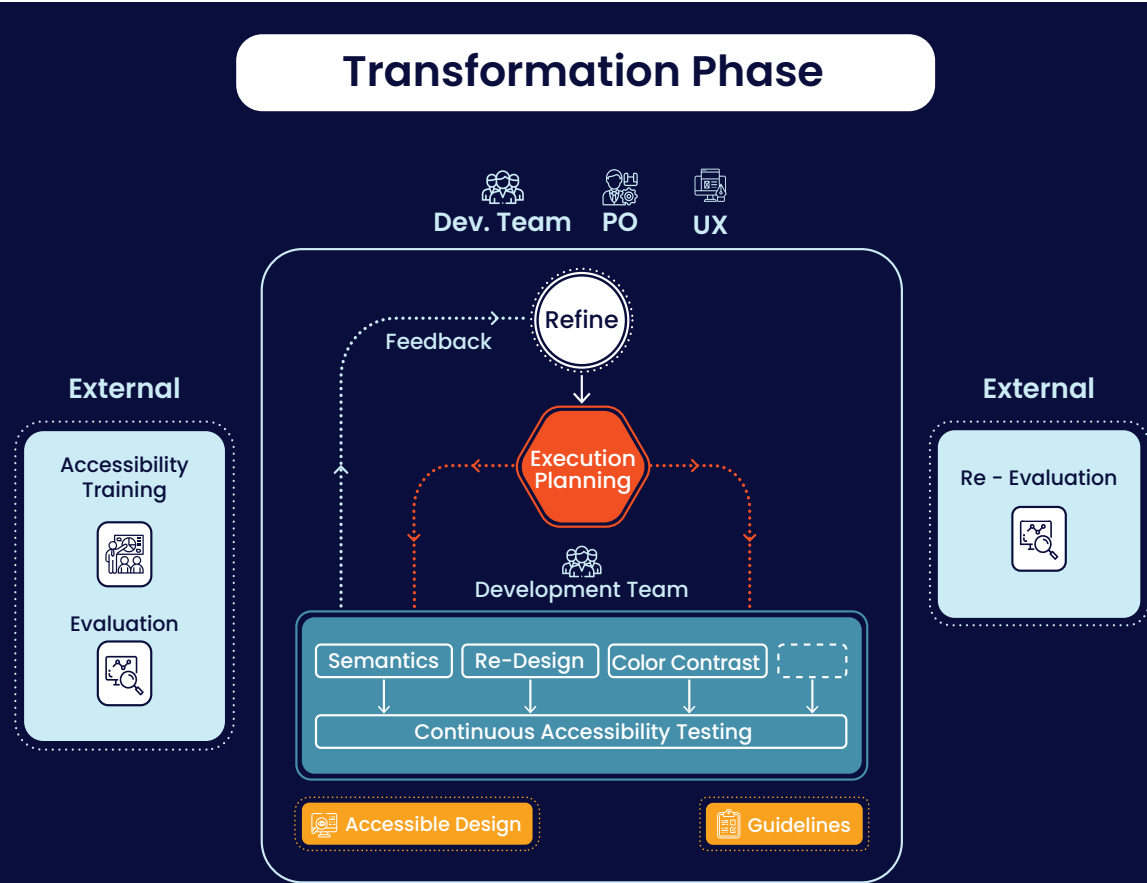 Transformation Phase
Dev. Team
PO
UX
Refine
Feedback
External
Accessibility
Training
Evaluation
Execution
Planning
Development Team
Semantics
Re-Design
Color Contrast
Continuous Accessibility Testing
Accessible Design
Guidelines
External
Re - Evaluation